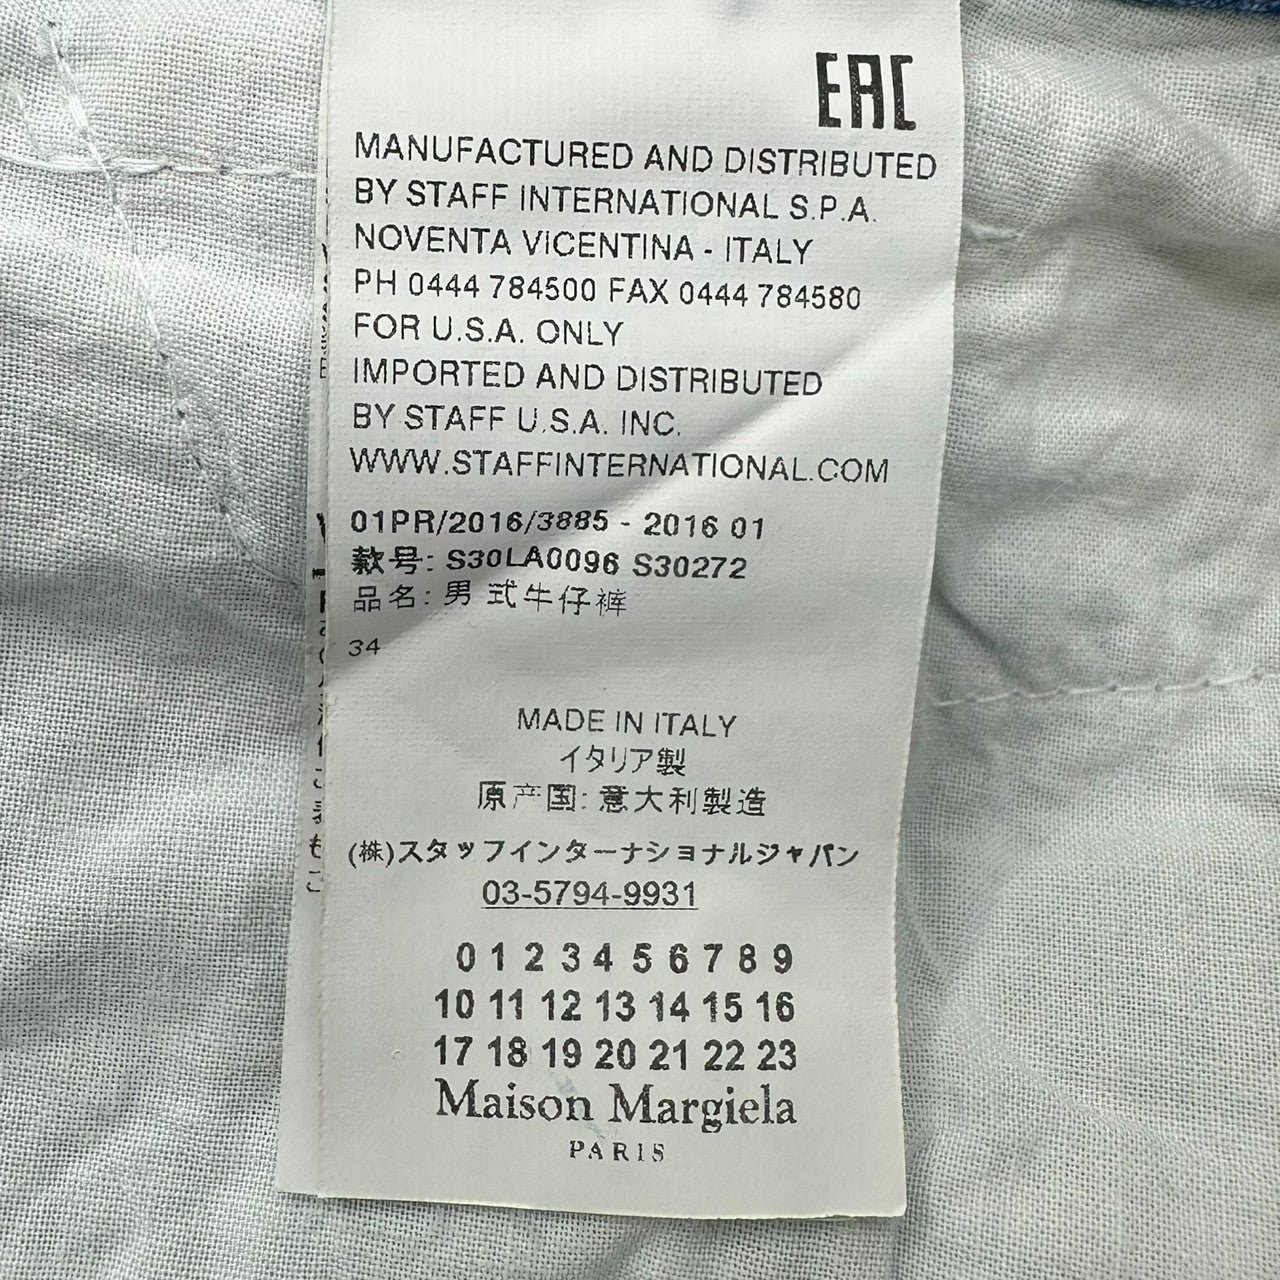 EAC
MANUFACTURED AND DISTRIBUTED
BY STAFF INTERNATIONAL S.P.A.
NOVENTA VICENTINA - ITALY
PH 0444 784500 FAX 0444 784580
FOR U.S.A. ONLY
IMPORTED AND DISTRIBUTED
BY STAFF U.S.A. INC.
WWW.STAFFINTERNATIONAL.COM
01PR/2016/3885 - 2016 01
款号: S30LA0096 S30272
品名: 男 式牛仔裤
34
MADE IN ITALY
イタリア製
原产国: 意大利製造
(株)スタッフインターナショナルジャパン
03-5794-9931
0 1 2 3 4 5 6 7 8 9
10 11 12 13 14 15 16
17 18 19 20 21 22 23
Maison Margiela
PARIS